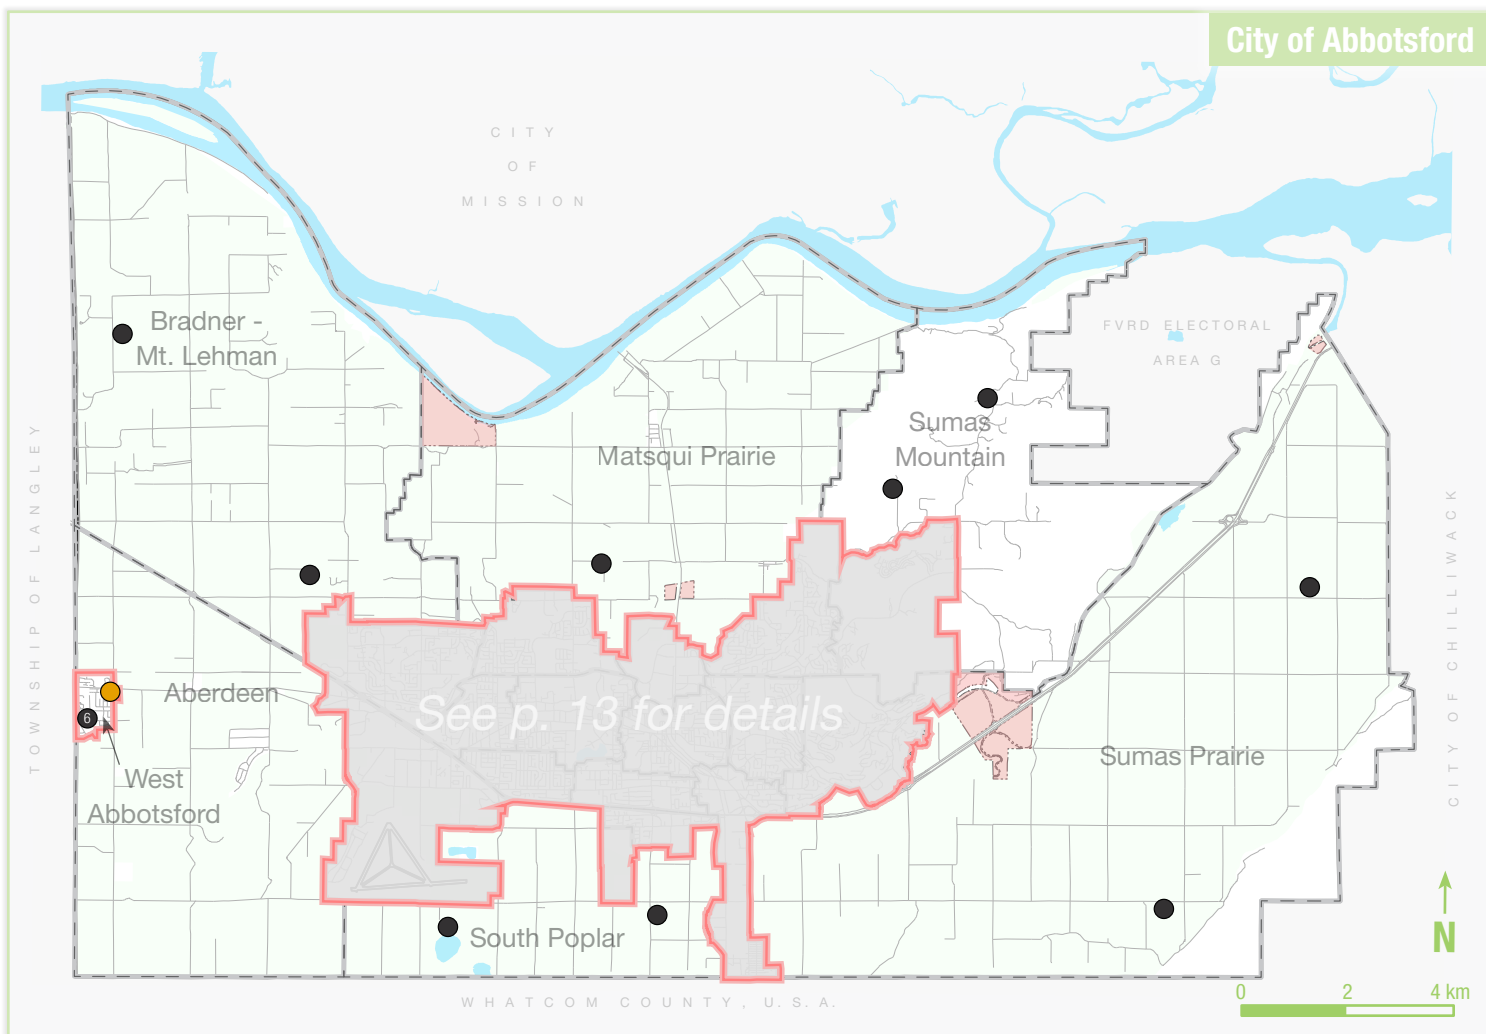 City of Abbotsford
CITY
OF
MISSION
FVRD ELECTORAL
AREA G
Bradner -
Mt. Lehman
Sumas
Mountain
Matsqui Prairie
TOWNSHIP OF LANGLEY
CITY OF CHILLIWACK
Aberdeen
6
See p. 13 for details
West
Abbotsford
Sumas Prairie
South Poplar
N
WHATCOM COUNTY, U.S.A.
0 2 4 km